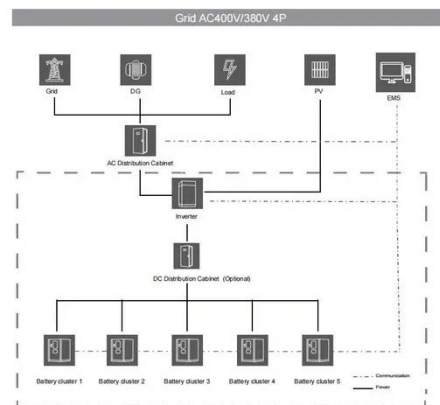 Grid AC400V/380V 4P
Grid
DG
Load
PV
EMS
AC Distribution Cabinet
Inverter
DC Distribution Cabinet (Optional)
Battery cluster 1
Battery cluster 2
Battery cluster 3
Battery cluster 4
Battery cluster 5
Communication
Power